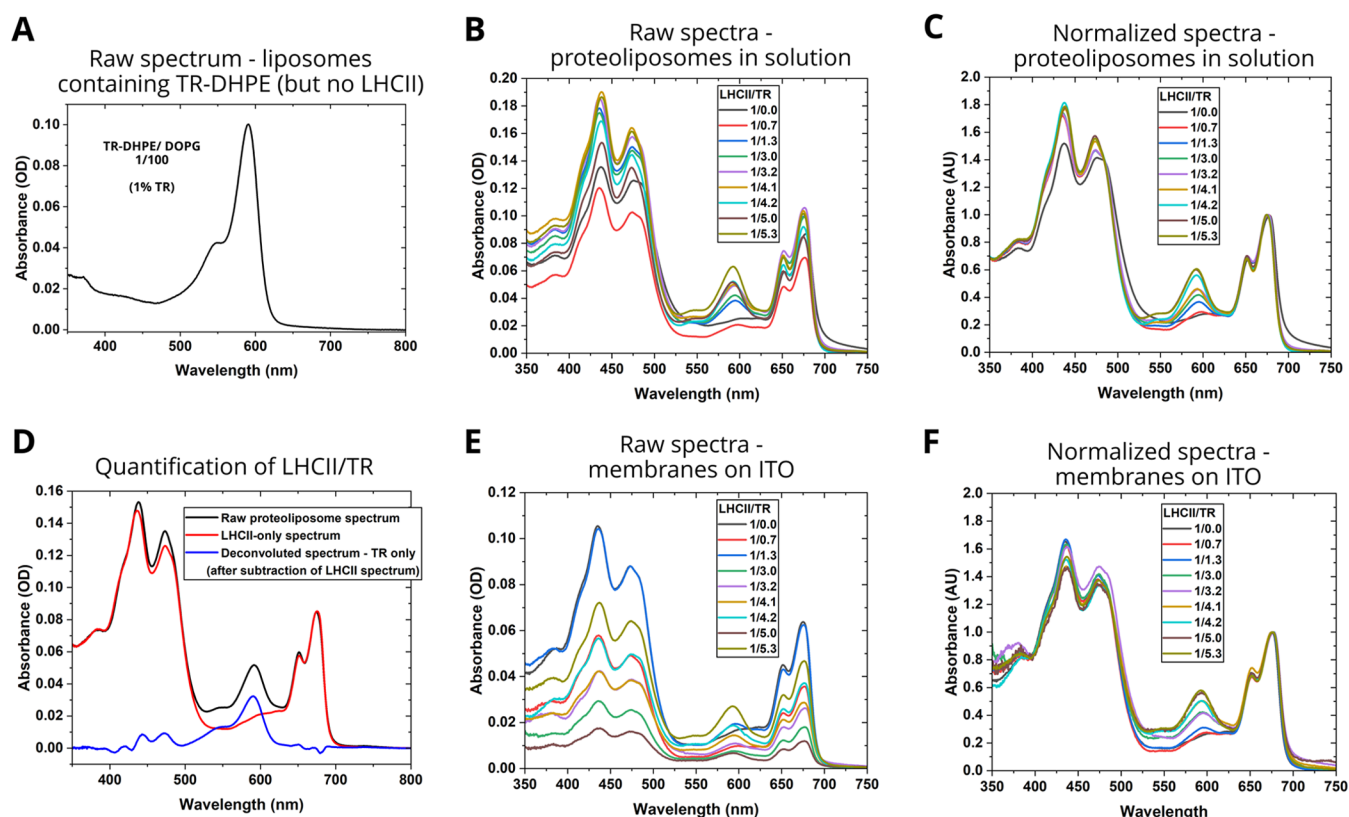 A
Raw spectrum - liposomes
containing TR-DHPE (but no LHCII)
TR-DHPE/ DOPG
1/100
(1% TR)
Absorbance (OD)
0.10
0.08
0.06
0.04
0.02
0.00
400 500 600 700 800
Wavelength (nm)
B
Raw spectra -
proteoliposomes in solution
LHCII/TR
1/0.0
1/0.7
1/1.3
1/3.0
1/3.2
1/4.1
1/4.2
1/5.0
1/5.3
Absorbance (OD)
0.20
0.18
0.16
0.14
0.12
0.10
0.08
0.06
0.04
0.02
0.00
350 400 450 500 550 600 650 700 750
Wavelength (nm)
C
Normalized spectra -
proteoliposomes in solution
LHCII/TR
1/0.0
1/0.7
1/1.3
1/3.0
1/3.2
1/4.1
1/4.2
1/5.0
1/5.3
Absorbance (AU)
2.0
1.8
1.6
1.4
1.2
1.0
0.8
0.6
0.4
0.2
0.0
350 400 450 500 550 600 650 700 750
Wavelength (nm)
D
Quantification of LHCII/TR
Raw proteoliposome spectrum
LHCII-only spectrum
Deconvoluted spectrum - TR only
(after subtraction of LHCII spectrum)
Absorbance (OD)
0.16
0.14
0.12
0.10
0.08
0.06
0.04
0.02
0.00
400 500 600 700 800
Wavelength (nm)
E
Raw spectra -
membranes on ITO
LHCII/TR
1/0.0
1/0.7
1/1.3
1/3.0
1/3.2
1/4.1
1/4.2
1/5.0
1/5.3
Absorbance (OD)
0.12
0.10
0.08
0.06
0.04
0.02
0.00
350 400 450 500 550 600 650 700 750
Wavelength (nm)
F
Normalized spectra -
membranes on ITO
LHCII/TR
1/0.0
1/0.7
1/1.3
1/3.0
1/3.2
1/4.1
1/4.2
1/5.0
1/5.3
Absorbance (AU)
2.0
1.8
1.6
1.4
1.2
1.0
0.8
0.6
0.4
0.2
0.0
350 400 450 500 550 600 650 700 750
Wavelength